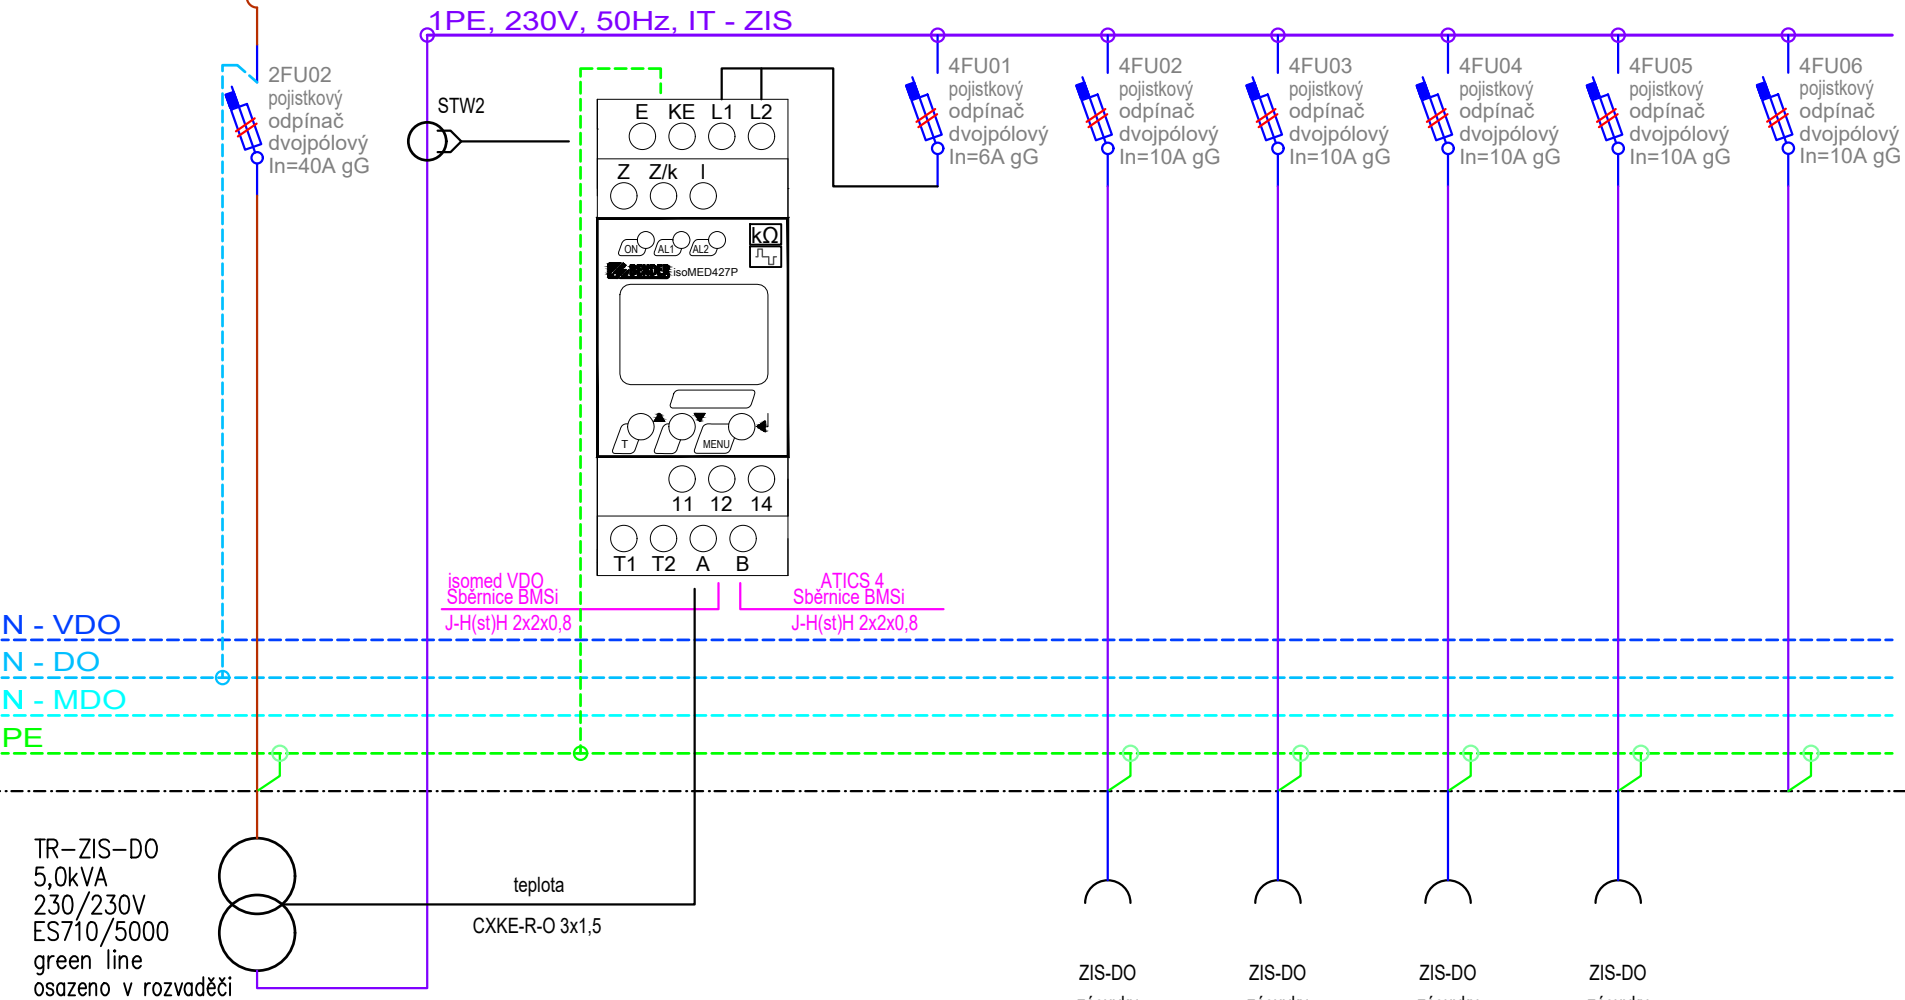 1PE, 230V, 50Hz, IT - ZIS
2FU02
pojistkový
odpínač
dvojpólový
In=40A gG
STW2
E KE L1 L2
Z Z/k I
ON AL1 AL2
kΩ
BENDER isoMED427P
T MENU
11 12 14
T1 T2 A B
4FU01
pojistkový
odpínač
dvojpólový
In=6A gG
4FU02
pojistkový
odpínač
dvojpólový
In=10A gG
4FU03
pojistkový
odpínač
dvojpólový
In=10A gG
4FU04
pojistkový
odpínač
dvojpólový
In=10A gG
4FU05
pojistkový
odpínač
dvojpólový
In=10A gG
4FU06
pojistkový
odpínač
dvojpólový
In=10A gG
isomed VDO
Sběrnice BMSi
J-H(st)H 2x2x0,8
ATICS 4
Sběrnice BMSi
J-H(st)H 2x2x0,8
N - VDO
N - DO
N - MDO
PE
TR-ZIS-DO
5,0kVA
230/230V
ES710/5000
green line
osazeno v rozvaděči
teplota
CXKE-R-O 3x1,5
ZIS-DO
ZIS-DO
ZIS-DO
ZIS-DO